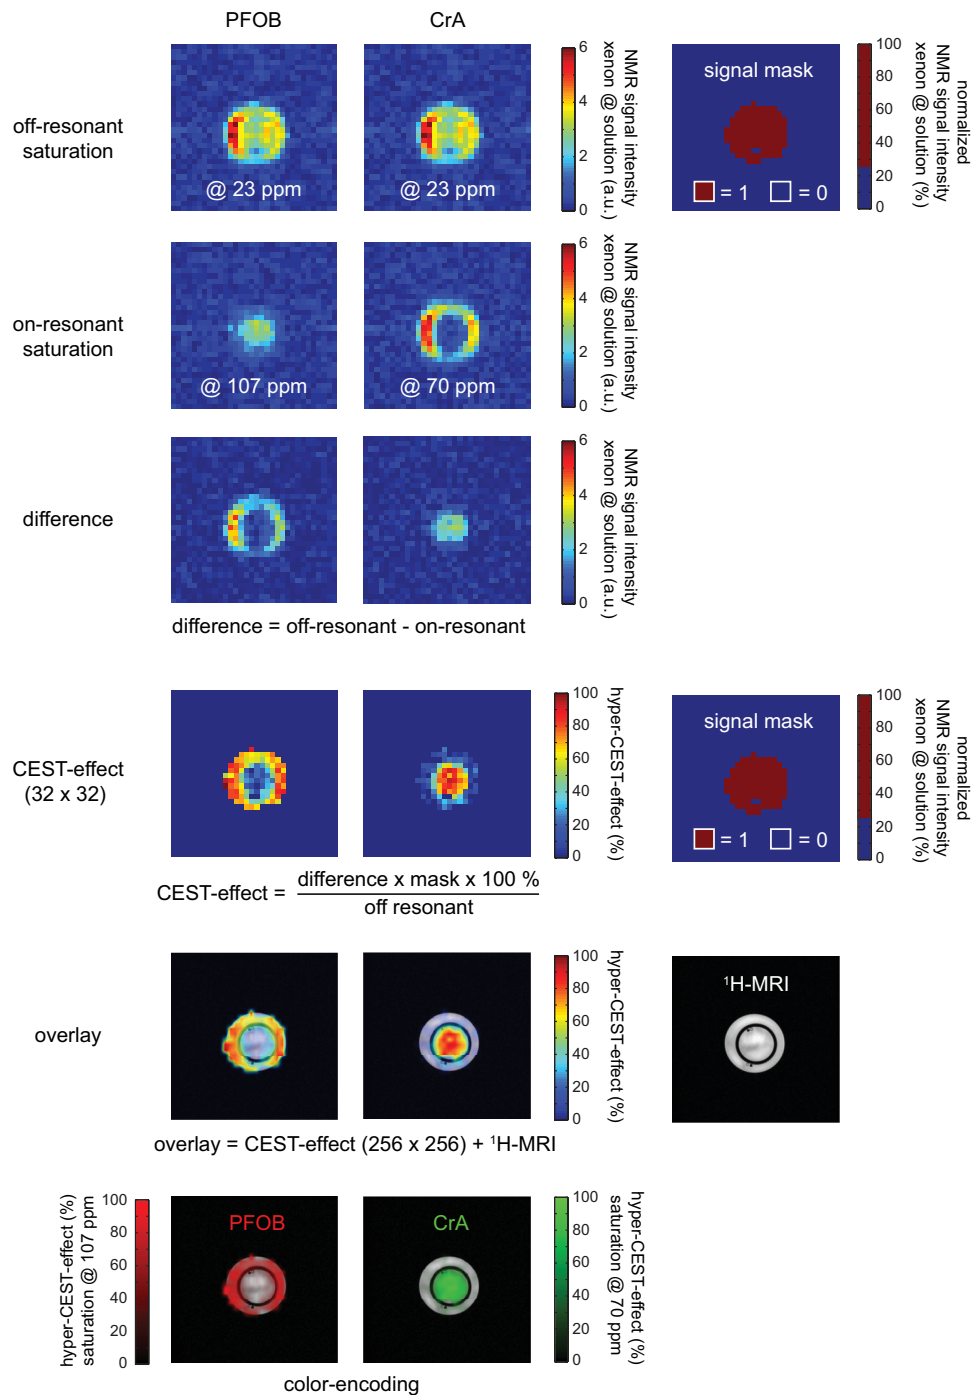 PFOB
CrA
off-resonant
saturation
@ 23 ppm
@ 23 ppm
6
4
2
0
NMR signal intensity
xenon @ solution (a.u.)
signal mask
= 1
= 0
100
80
60
40
20
0
normalized
NMR signal intensity
xenon @ solution (%)
on-resonant
saturation
@ 107 ppm
@ 70 ppm
6
4
2
0
NMR signal intensity
xenon @ solution (a.u.)
difference
6
4
2
0
NMR signal intensity
xenon @ solution (a.u.)
difference = off-resonant - on-resonant
CEST-effect
(32 x 32)
100
80
60
40
20
0
hyper-CEST-effect (%)
signal mask
= 1
= 0
100
80
60
40
20
0
normalized
NMR signal intensity
xenon @ solution (%)
CEST-effect = difference x mask x 100 %
off resonant
overlay
100
80
60
40
20
0
hyper-CEST-effect (%)
¹H-MRI
overlay = CEST-effect (256 x 256) + ¹H-MRI
hyper-CEST-effect (%)
saturation @ 107 ppm
100
80
60
40
20
0
PFOB
CrA
100
80
60
40
20
0
hyper-CEST-effect (%)
saturation @ 70 ppm
color-encoding